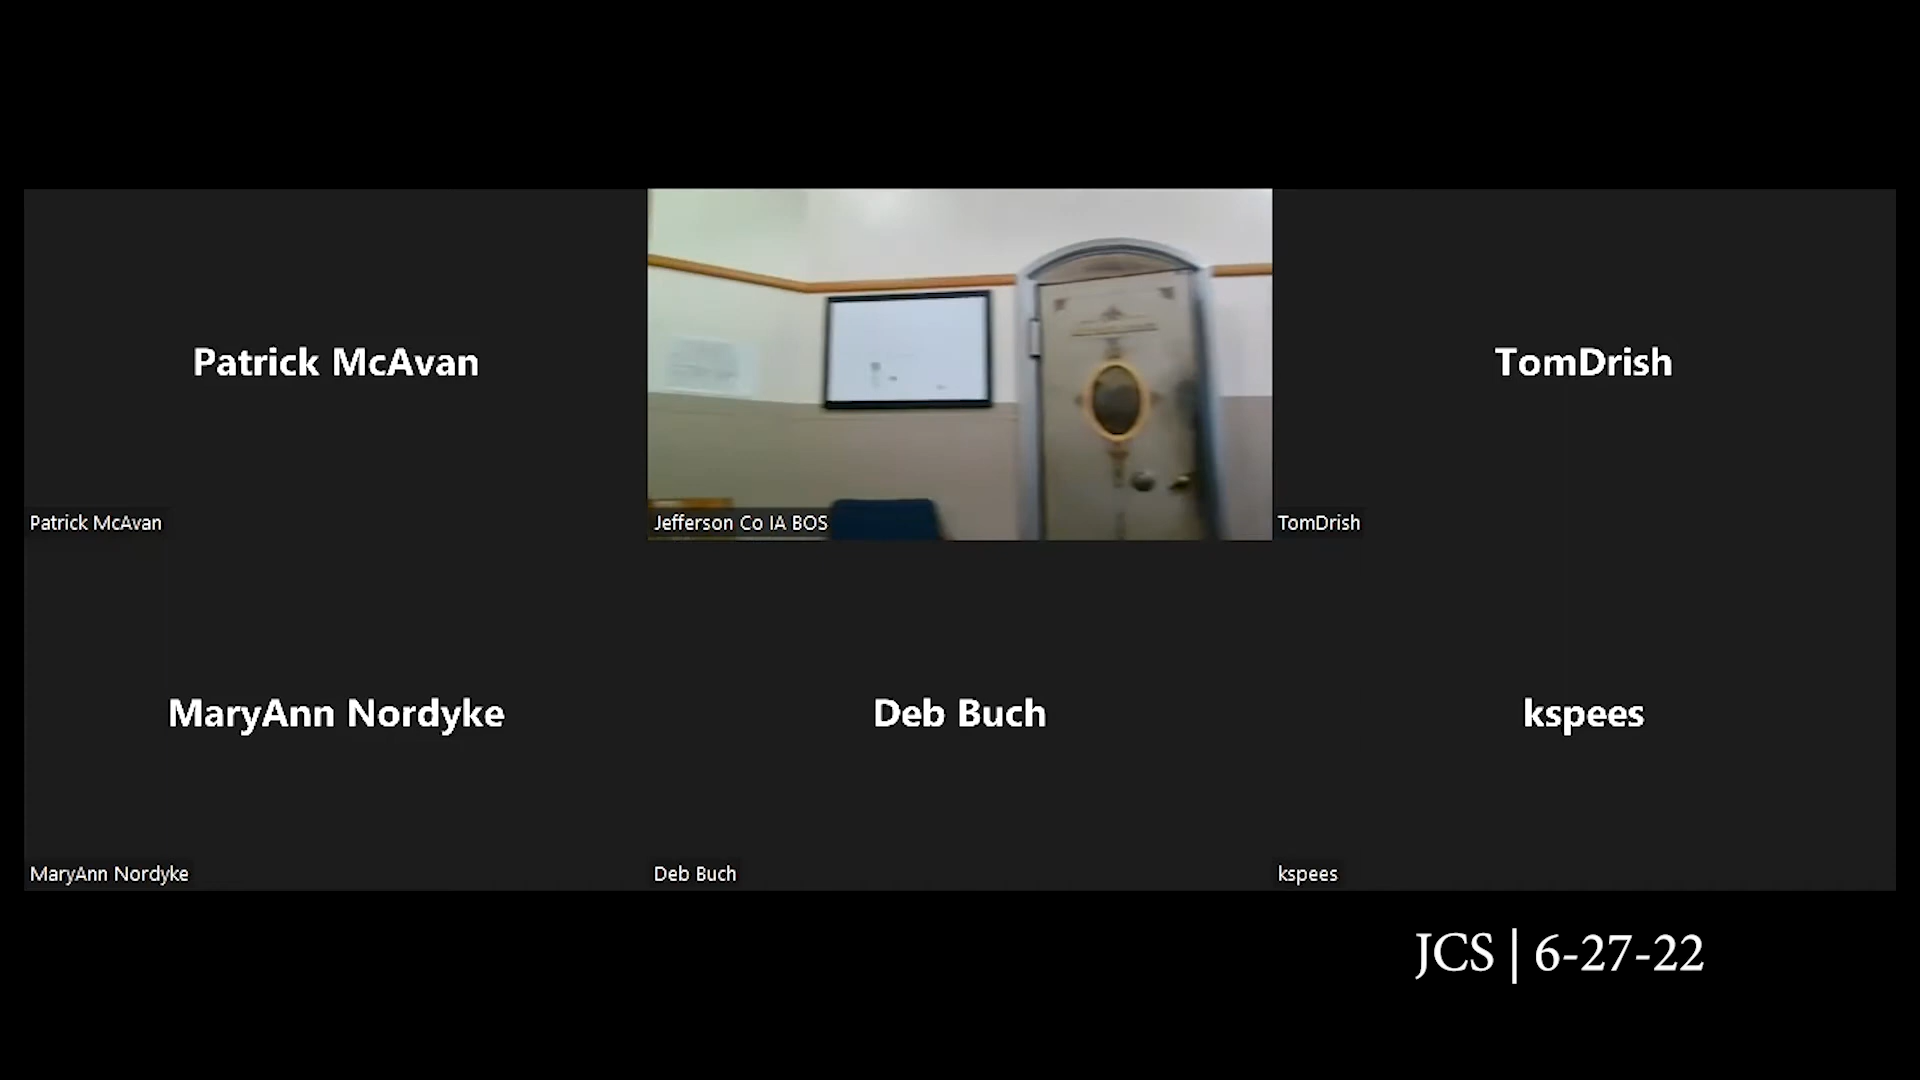 Patrick McAvan
TomDrish
Patrick McAvan
Jefferson Co IA BOS
TomDrish
MaryAnn Nordyke
Deb Buch
kspees
MaryAnn Nordyke
Deb Buch
kspees
JCS | 6-27-22